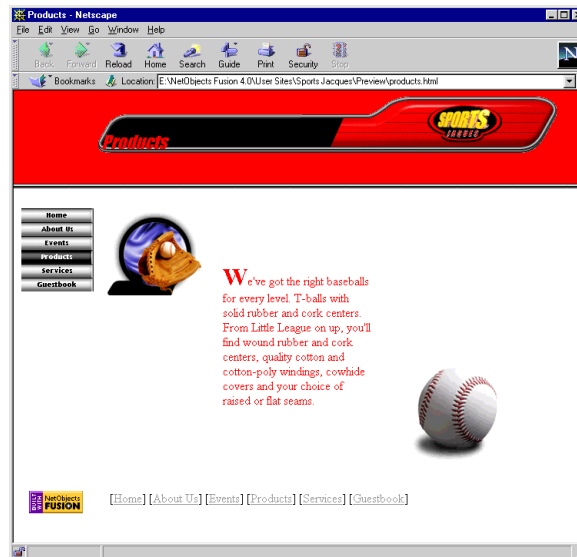 Products - Netscape
File Edit View Go Window Help
Back Forward Reload Home Search Guide Print Security Stop
N
Bookmarks Location: E:\NetObjects Fusion 4.0\User Sites\Sports Jacques\Preview\products.html
Products
SPORTS
JAQUES
Home
About Us
Events
Products
Services
Guestbook
We've got the right baseballs
for every level. T-balls with
solid rubber and cork centers.
From Little League on up, you'll
find wound rubber and cork
centers, quality cotton and
cotton-poly windings, cowhide
covers and your choice of
raised or flat seams.
BUILT WITH NetObjects FUSION
[Home] [About Us] [Events] [Products] [Services] [Guestbook]